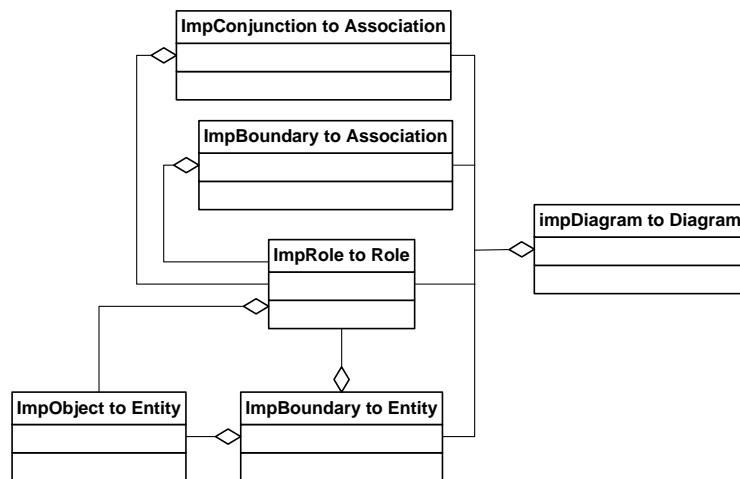 ImpConjunction to Association
ImpBoundary to Association
impDiagram to Diagram
ImpRole to Role
ImpObject to Entity
ImpBoundary to Entity